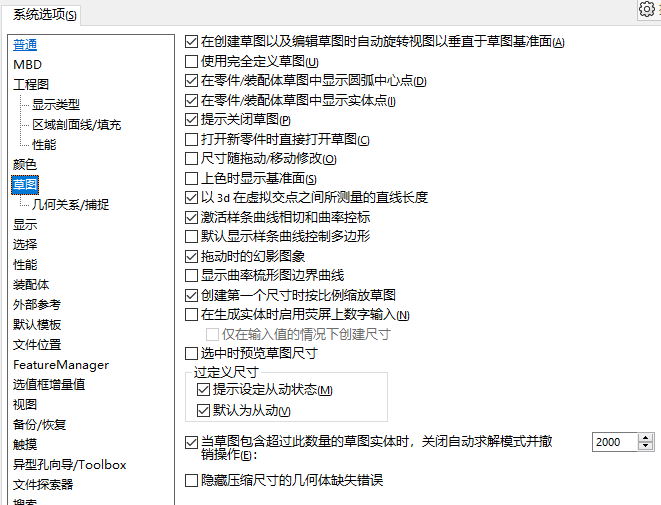 系统选项(S)
普通
MBD
工程图
显示类型
区域剖面线/填充
性能
颜色
草图
几何关系/捕捉
显示
选择
性能
装配体
外部参考
默认模板
文件位置
FeatureManager
选值框增量值
视图
备份/恢复
触摸
异型孔向导/Toolbox
文件探索器
搜索
在创建草图以及编辑草图时自动旋转视图以垂直于草图基准面(A)
使用完全定义草图(U)
在零件/装配体草图中显示圆弧中心点(D)
在零件/装配体草图中显示实体点(I)
提示关闭草图(P)
打开新零件时直接打开草图(C)
尺寸随拖动/移动修改(O)
上色时显示基准面(S)
以 3d 在虚拟交点之间所测量的直线长度
激活样条曲线相切和曲率控标
默认显示样条曲线控制多边形
拖动时的幻影图象
显示曲率梳形图边界曲线
创建第一个尺寸时按比例缩放草图
在生成实体时启用荧屏上数字输入(N)
仅在输入值的情况下创建尺寸
选中时预览草图尺寸
过定义尺寸
提示设定从动状态(M)
默认为从动(V)
当草图包含超过此数量的草图实体时，关闭自动求解模式并撤
销操作(E):
2000
隐藏压缩尺寸的几何体缺失错误